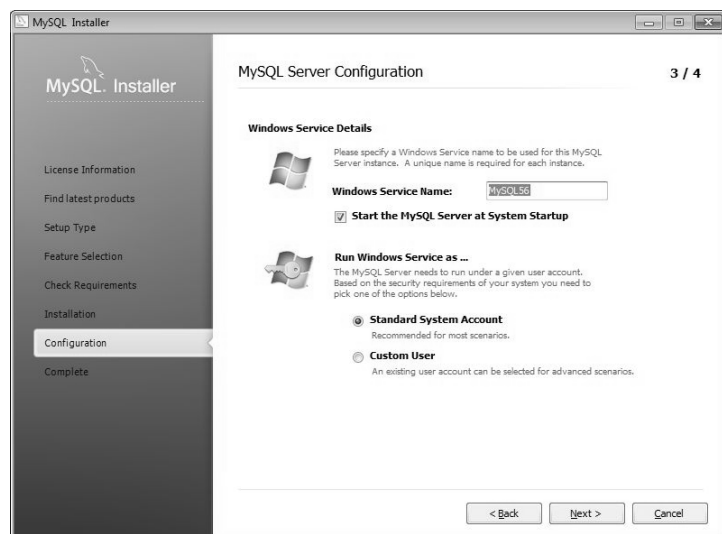 MySQL Installer
MySQL. Installer
License Information
Find latest products
Setup Type
Feature Selection
Check Requirements
Installation
Configuration
Complete
MySQL Server Configuration
3 / 4
Windows Service Details
Please specify a Windows Service name to be used for this MySQL
Server instance. A unique name is required for each instance.
Windows Service Name: MySQL56
Start the MySQL Server at System Startup
Run Windows Service as ...
The MySQL Server needs to run under a given user account.
Based on the security requirements of your system you need to
pick one of the options below.
Standard System Account
Recommended for most scenarios.
Custom User
An existing user account can be selected for advanced scenarios.
< Back Next > Cancel